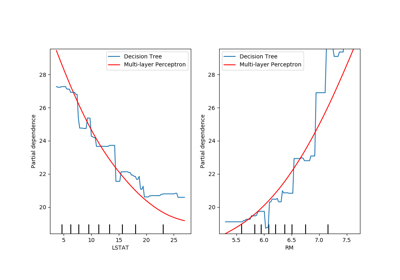 Decision Tree
Multi-layer Perceptron
28
26
24
22
20
Partial dependence
5
10
15
20
25
LSTAT
Decision Tree
Multi-layer Perceptron
28
26
24
22
20
Partial dependence
5.5
6.0
6.5
7.0
7.5
RM